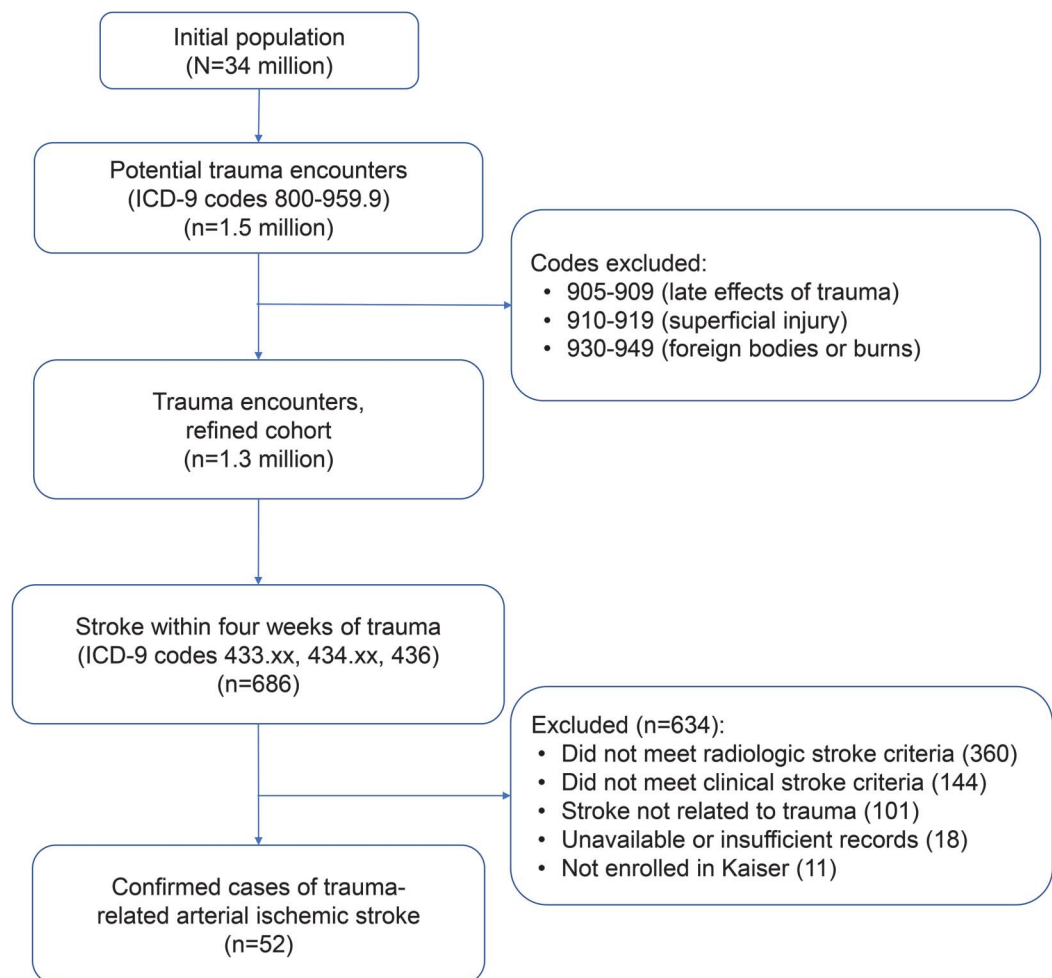 Initial population
(N=34 million)
Potential trauma encounters
(ICD-9 codes 800-959.9)
(n=1.5 million)
Codes excluded:
• 905-909 (late effects of trauma)
• 910-919 (superficial injury)
• 930-949 (foreign bodies or burns)
Trauma encounters,
refined cohort
(n=1.3 million)
Stroke within four weeks of trauma
(ICD-9 codes 433.xx, 434.xx, 436)
(n=686)
Excluded (n=634):
• Did not meet radiologic stroke criteria (360)
• Did not meet clinical stroke criteria (144)
• Stroke not related to trauma (101)
• Unavailable or insufficient records (18)
• Not enrolled in Kaiser (11)
Confirmed cases of trauma-
related arterial ischemic stroke
(n=52)